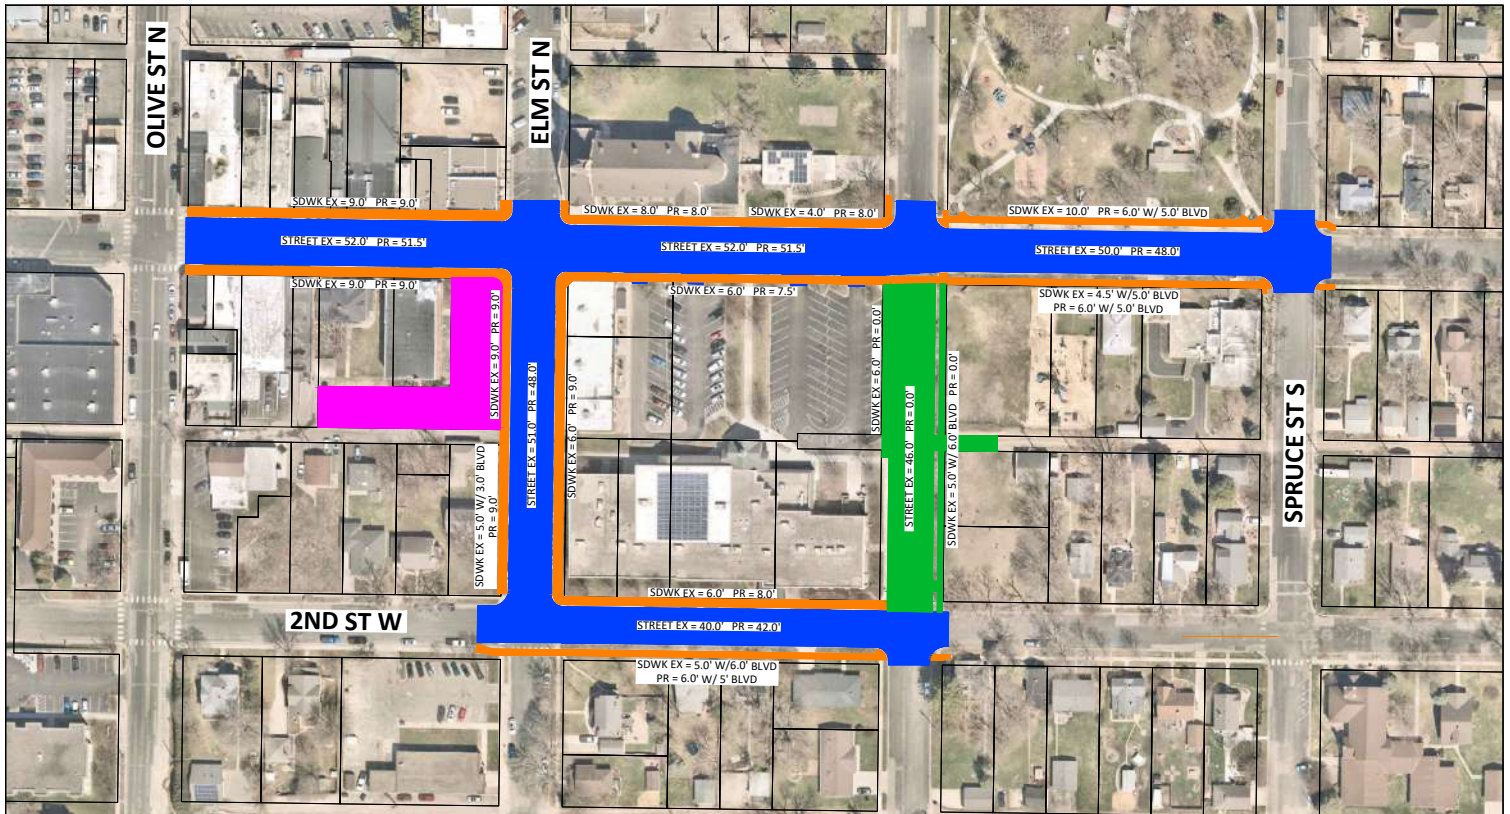 OLIVE ST N
ELM ST N
SDWK EX = 9.0' PR = 9.0'
SDWK EX = 8.0' PR = 8.0'
SDWK EX = 4.0' PR = 8.0'
SDWK EX = 10.0' PR = 6.0' W/ 5.0' BLVD
STREET EX = 52.0' PR = 51.5'
STREET EX = 52.0' PR = 51.5'
STREET EX = 50.0' PR = 48.0'
SDWK EX = 9.0' PR = 9.0'
SDWK EX = 6.0' PR = 7.5'
SDWK EX = 4.5' W/5.0' BLVD
PR = 6.0' W/ 5.0' BLVD
SDWK EX = 9.0' PR = 9.0'
STREET EX = 51.0' PR = 48.0'
SDWK EX = 6.0' PR = 9.0'
SDWK EX = 6.0' PR = 0.0'
STREET EX = 46.0' PR = 0.0'
SDWK EX = 5.0' W/ 6.0' BLVD PR = 0.0'
SPRUCE ST S
SDWK EX = 5.0' W/ 3.0' BLVD
PR = 9.0'
SDWK EX = 6.0' PR = 8.0'
2ND ST W
STREET EX = 40.0' PR = 42.0'
SDWK EX = 5.0' W/6.0' BLVD
PR = 6.0' W/ 5' BLVD